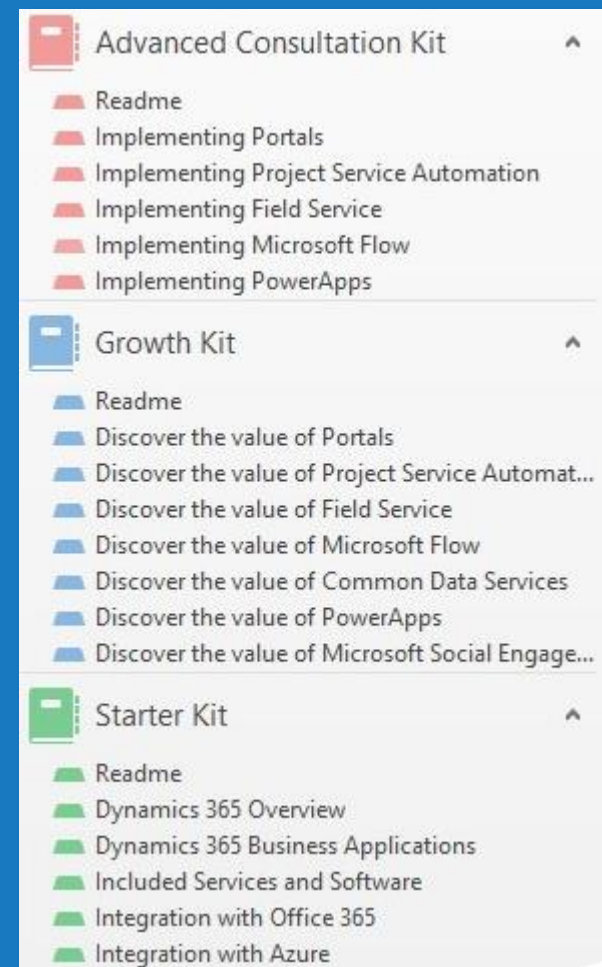 Advanced Consultation Kit
Readme
Implementing Portals
Implementing Project Service Automation
Implementing Field Service
Implementing Microsoft Flow
Implementing PowerApps
Growth Kit
Readme
Discover the value of Portals
Discover the value of Project Service Automat...
Discover the value of Field Service
Discover the value of Microsoft Flow
Discover the value of Common Data Services
Discover the value of PowerApps
Discover the value of Microsoft Social Engage...
Starter Kit
Readme
Dynamics 365 Overview
Dynamics 365 Business Applications
Included Services and Software
Integration with Office 365
Integration with Azure